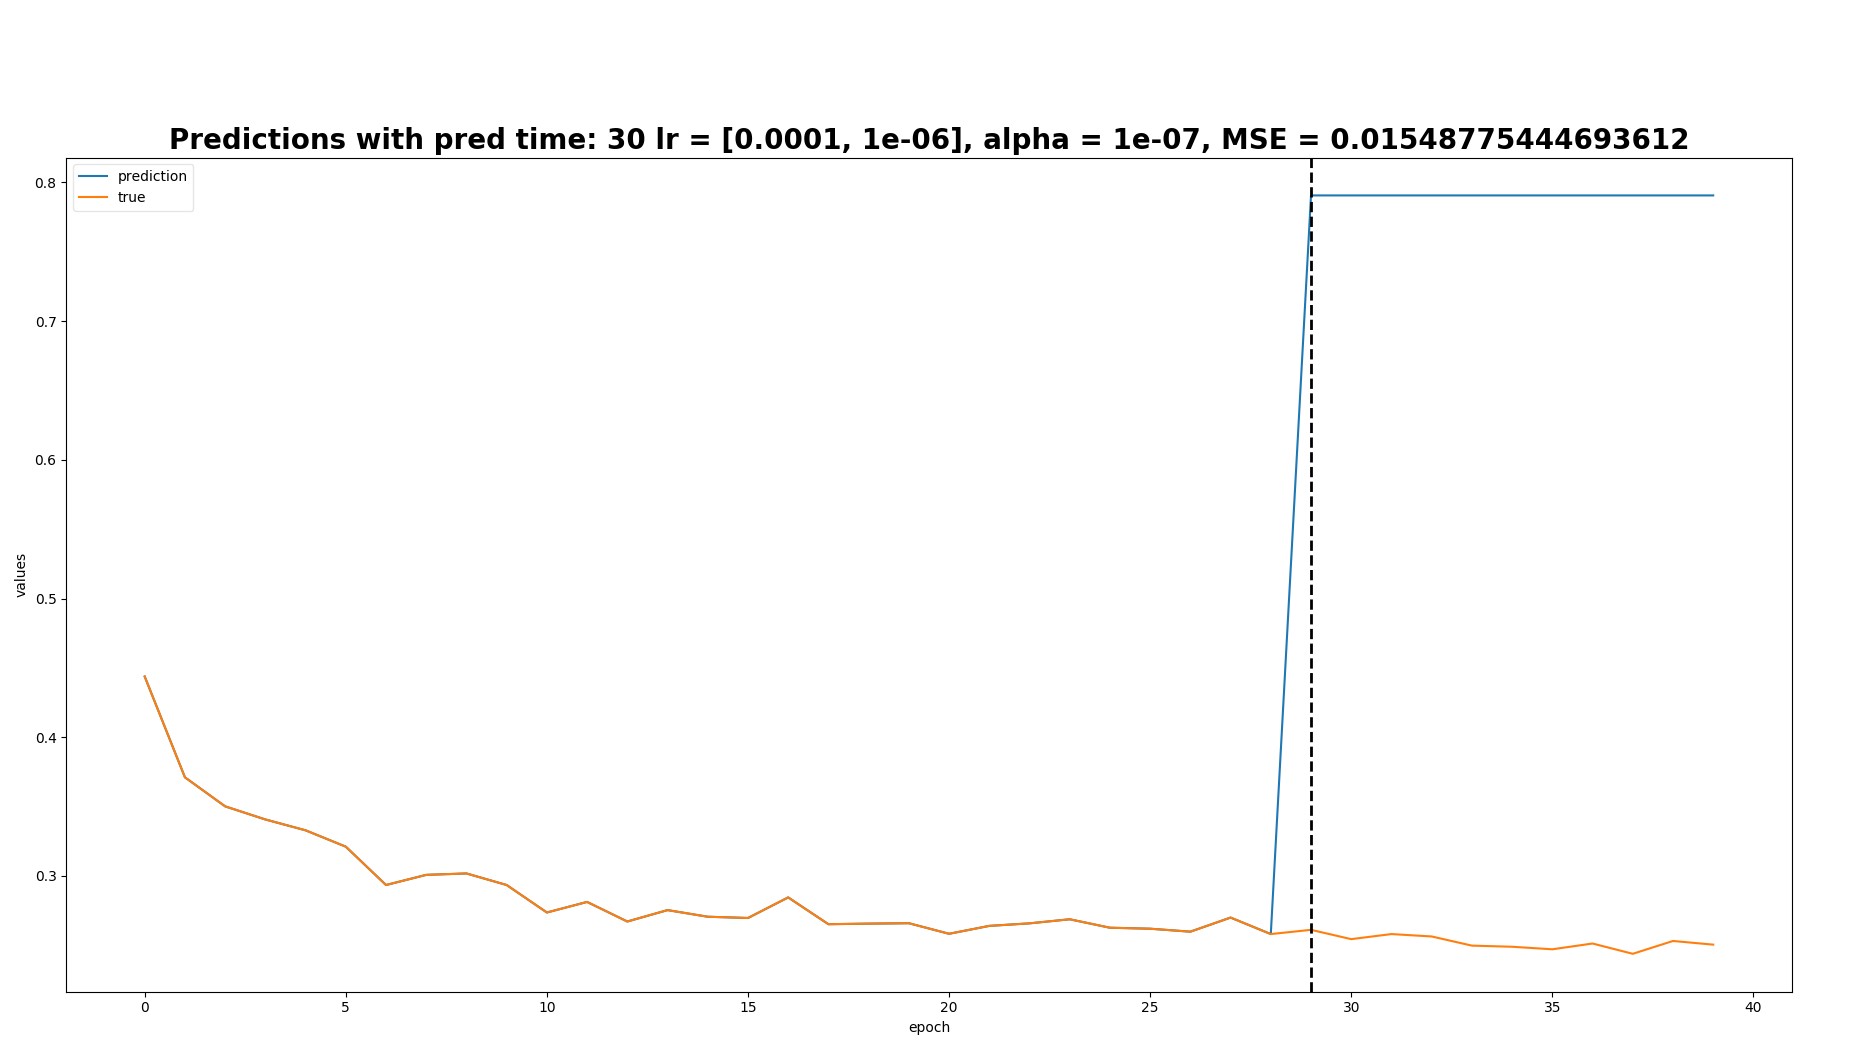 Predictions with pred time: 30 lr = [0.0001, 1e-06], alpha = 1e-07, MSE = 0.01548775444693612
prediction
true
0.8
0.7
0.6
0.5
0.4
0.3
values
0 5 10 15 20 25 30 35 40
epoch